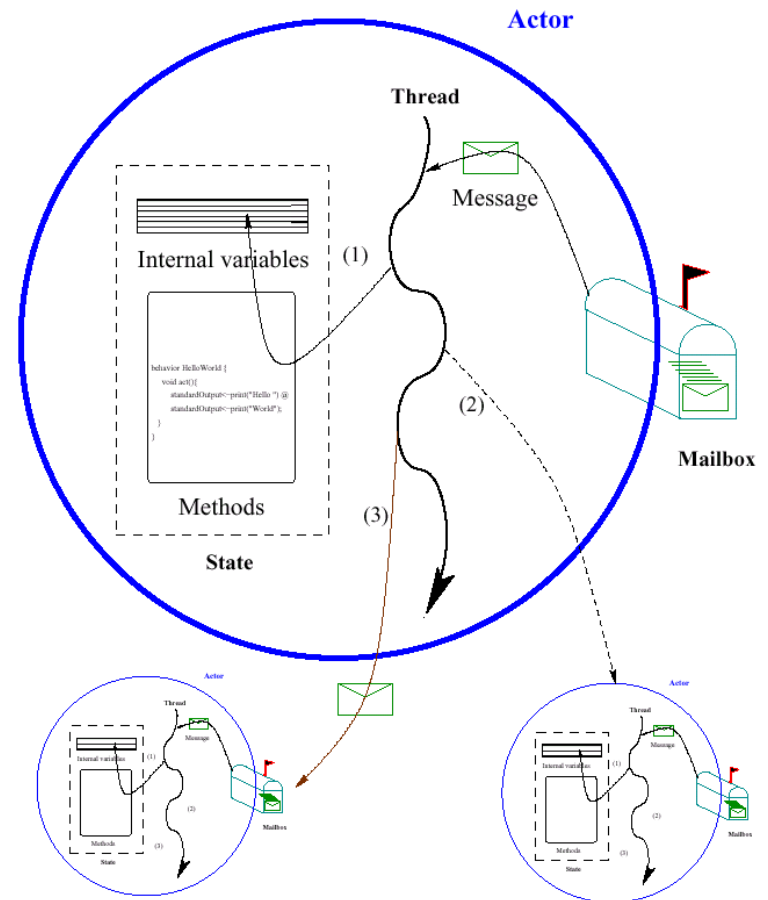 Actor
Thread
Message
Internal variables
(1)
behavior HelloWorld {
void act(){
standardOutput<-print("Hello ") @
standardOutput<-print("World");
}
}
(2)
Mailbox
Methods
(3)
State
Actor
Thread
Message
Internal variables
(1)
(2)
Mailbox
Methods
(3)
State
Actor
Thread
Message
Internal variables
(1)
(2)
Mailbox
Methods
(3)
State